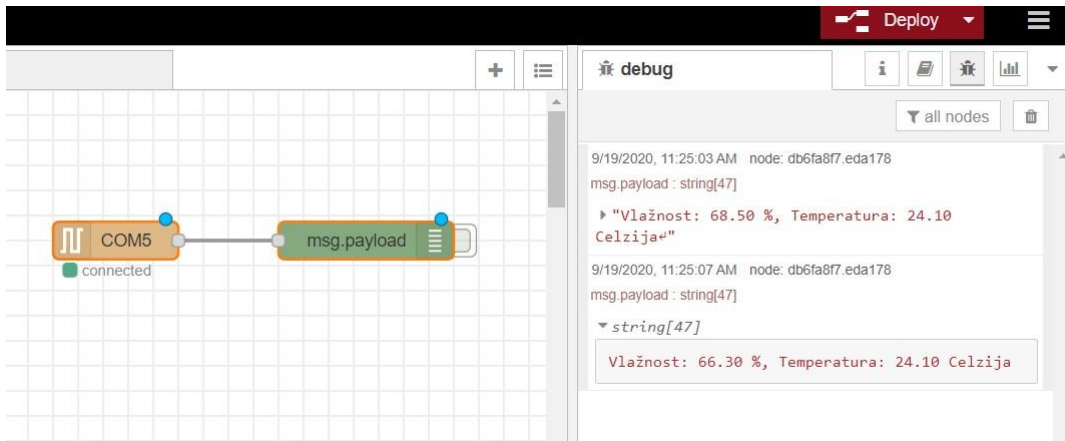 Deploy
debug
all nodes
9/19/2020, 11:25:03 AM node: db6fa8f7.eda178
msg.payload : string[47]
"Vlažnost: 68.50 %, Temperatura: 24.10
Celzija↵"
COM5
msg.payload
connected
9/19/2020, 11:25:07 AM node: db6fa8f7.eda178
msg.payload : string[47]
string[47]
Vlažnost: 66.30 %, Temperatura: 24.10 Celzija